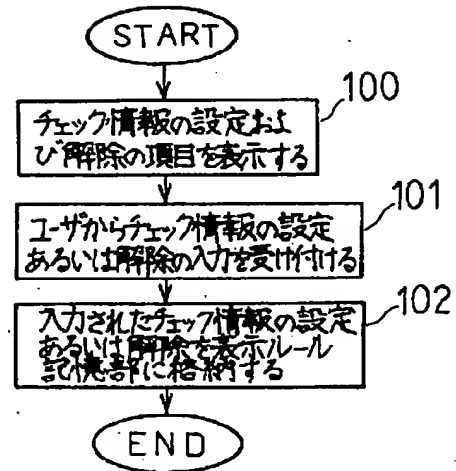 START
100
チェック情報の設定およ
び解除の項目を表示する
101
ユーザからチェック情報の設定
あるいは解除の入力を受け付ける
102
入力されたチェック情報の設定
あるいは解除を表示ルール
記憶部に格納する
END